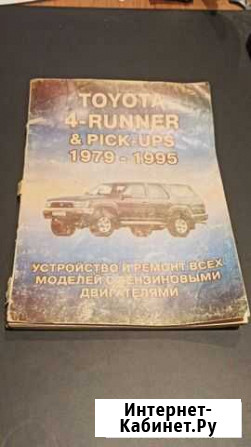 TOYOTA
4-RUNNER
& PICK-UPS
1979-1995
УСТРОЙСТВО И РЕМОНТ ВСЕХ
МОДЕЛЕЙ С БЕНЗИНОВЫМИ
ДВИГАТЕЛЯМИ
Интернет-
Кабинет.Ру